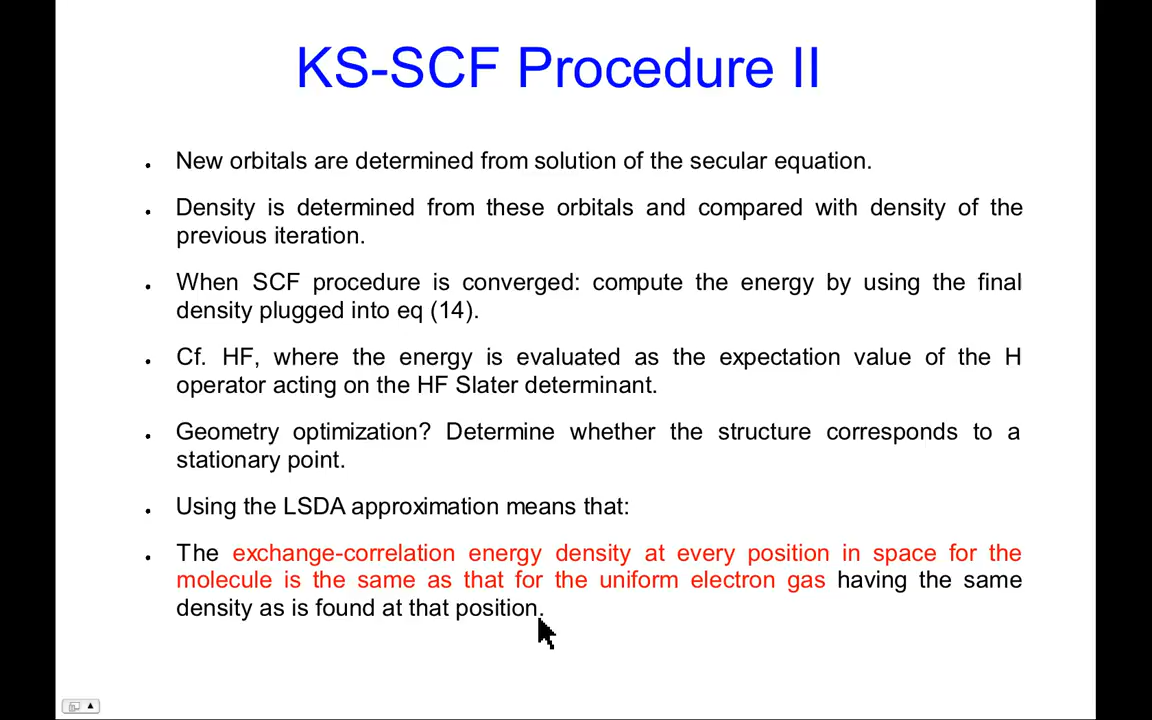 KS-SCF Procedure II
New orbitals are determined from solution of the secular equation.
Density is determined from these orbitals and compared with density of the
previous iteration.
When SCF procedure is converged: compute the energy by using the final
density plugged into eq (14).
Cf. HF, where the energy is evaluated as the expectation value of the H
operator acting on the HF Slater determinant.
Geometry optimization? Determine whether the structure corresponds to a
stationary point.
Using the LSDA approximation means that:
The exchange-correlation energy density at every position in space for the
molecule is the same as that for the uniform electron gas having the same
density as is found at that position.